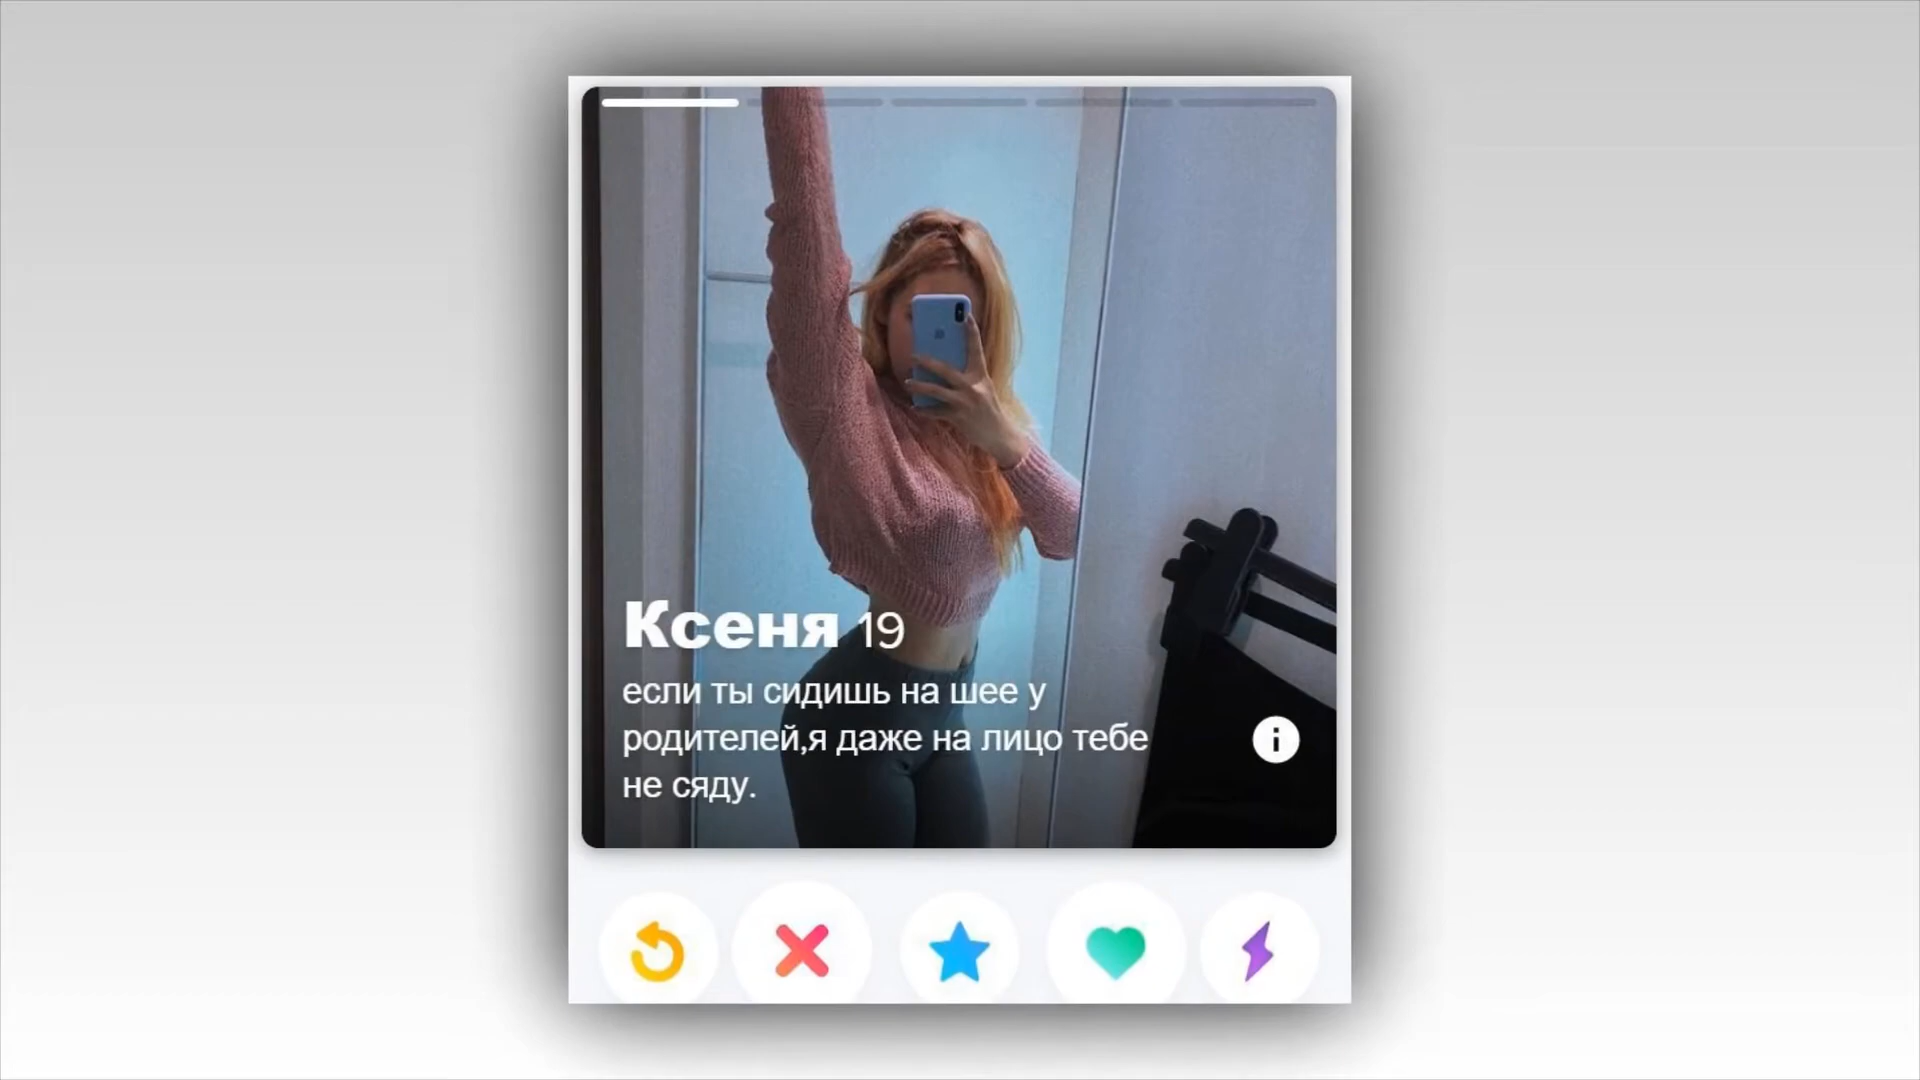 Ксеня 19
если ты сидишь на шее у
родителей,я даже на лицо тебе
не сяду.